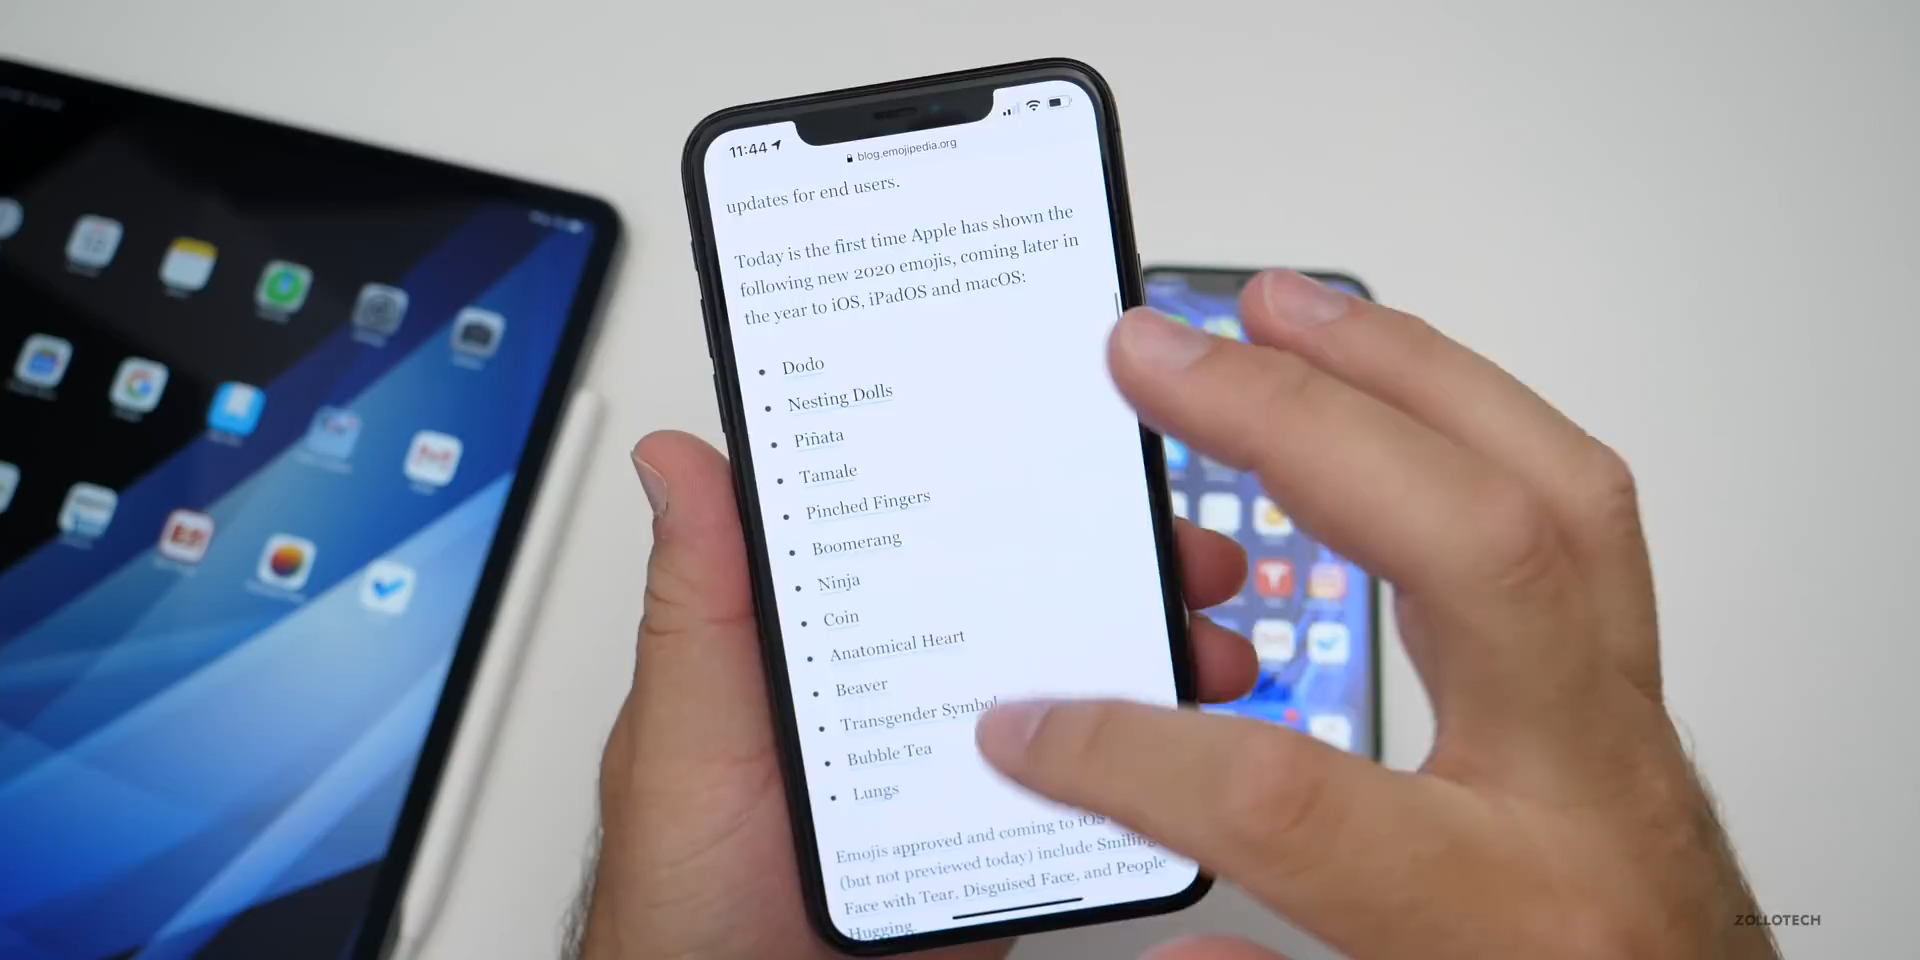 11:44
blog.emojipedia.org
updates for end users.
Today is the first time Apple has shown the
following new 2020 emojis, coming later in
the year to iOS, iPadOS and macOS:
• Dodo
• Nesting Dolls
• Piñata
• Tamale
• Pinched Fingers
• Boomerang
• Ninja
• Coin
• Anatomical Heart
• Beaver
• Transgender Symbol
• Bubble Tea
• Lungs
Emojis approved and coming to iOS
(but not previewed today) include Smiling
Face with Tear, Disguised Face, and People
Hugging.
ZOLLOTECH